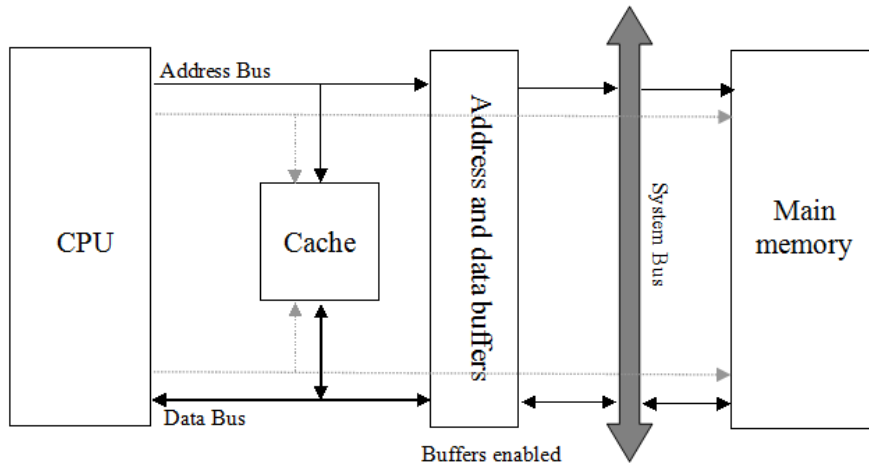 Address Bus
CPU
Cache
Address and data buffers
System Bus
Main
memory
Data Bus
Buffers enabled